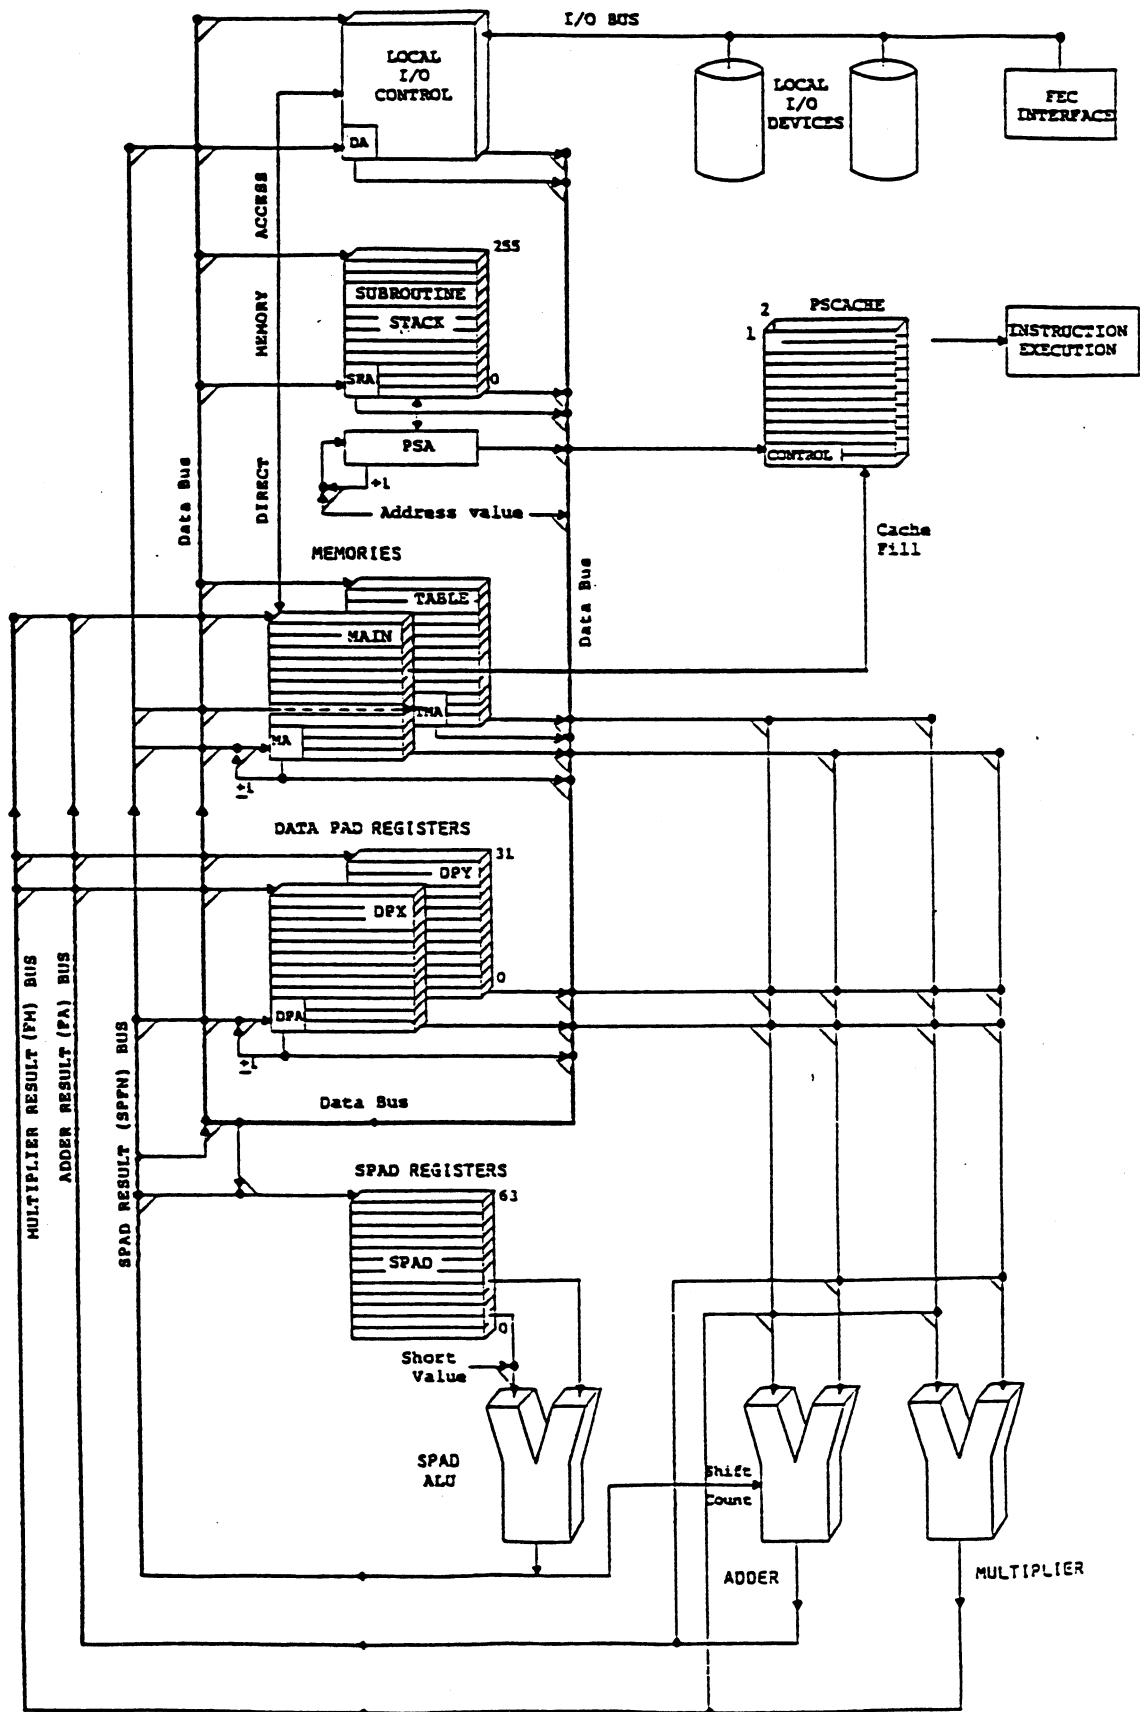 I/O BUS
LOCAL
I/O
CONTROL
DA
LOCAL
I/O
DEVICES
FEC
INTERFACE
DIRECT MEMORY ACCESS
255
SUBROUTINE
STACK
SRA
0
PSA
+1
Address value
2
1
PSCACHE
CONTROL
INSTRUCTION
EXECUTION
Cache
Fill
Data Bus
Data Bus
MEMORIES
TABLE
MAIN
TMA
MA
±1
DATA PAD REGISTERS
31
DPY
DPX
0
DPA
±1
Data Bus
MULTIPLIER RESULT (FM) BUS
ADDER RESULT (FA) BUS
SPAD RESULT (SPFN) BUS
SPAD REGISTERS
63
SPAD
0
Short
Value
SPAD
ALU
Shift
Count
ADDER
MULTIPLIER